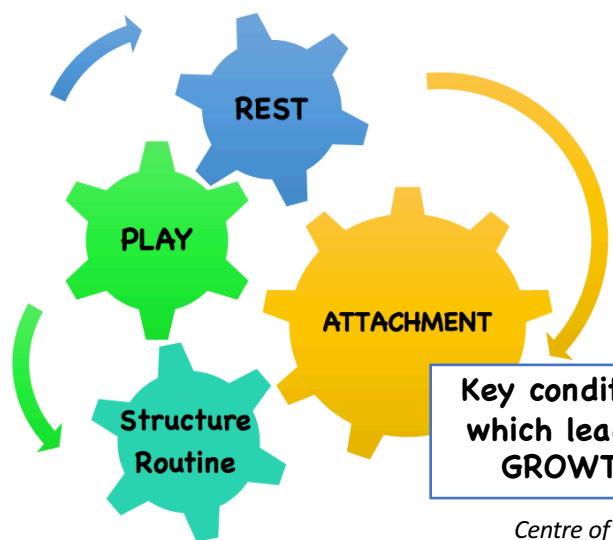 REST
PLAY
ATTACHMENT
Structure
Routine
Key condit
which lea
GROWT
Centre of